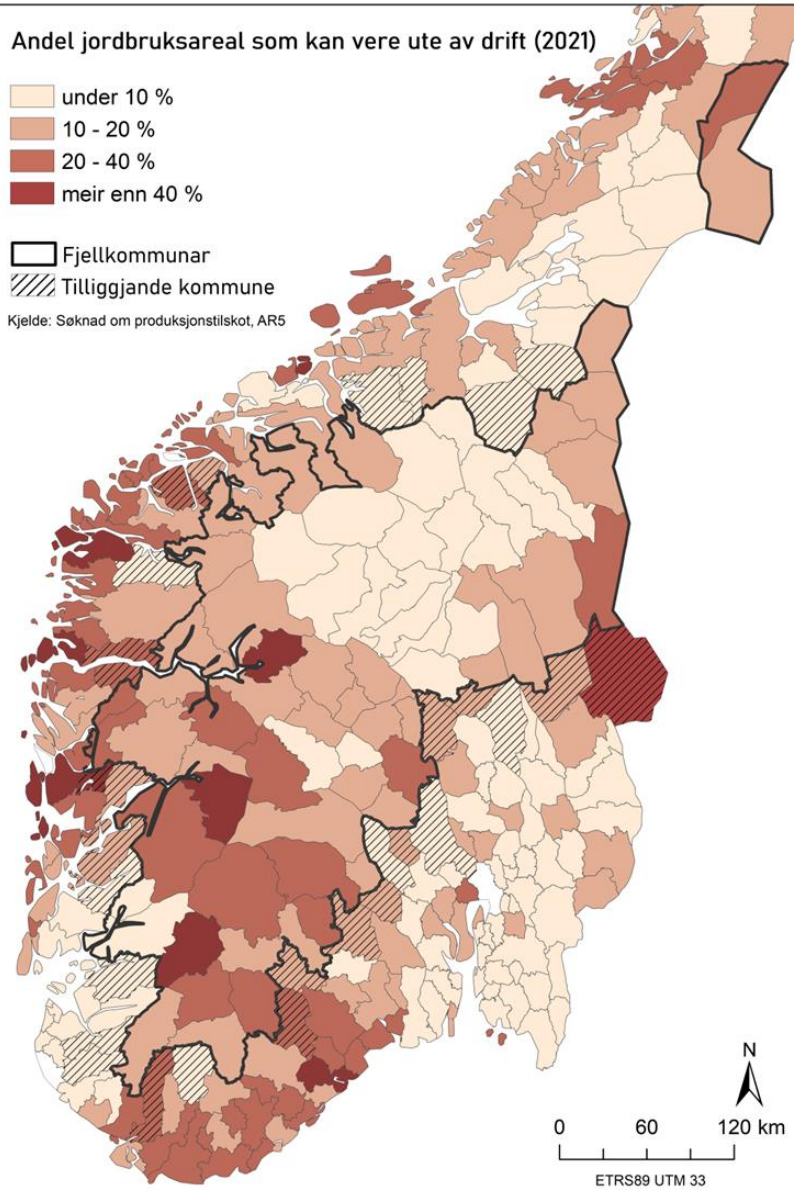 Andel jordbruksareal som kan vere ute av drift (2021)
under 10 %
10 - 20 %
20 - 40 %
meir enn 40 %
Fjellkommunar
Tilliggjande kommune
Kjelde: Søknad om produksjonstilskot, AR5
N
0 60 120 km
ETRS89 UTM 33